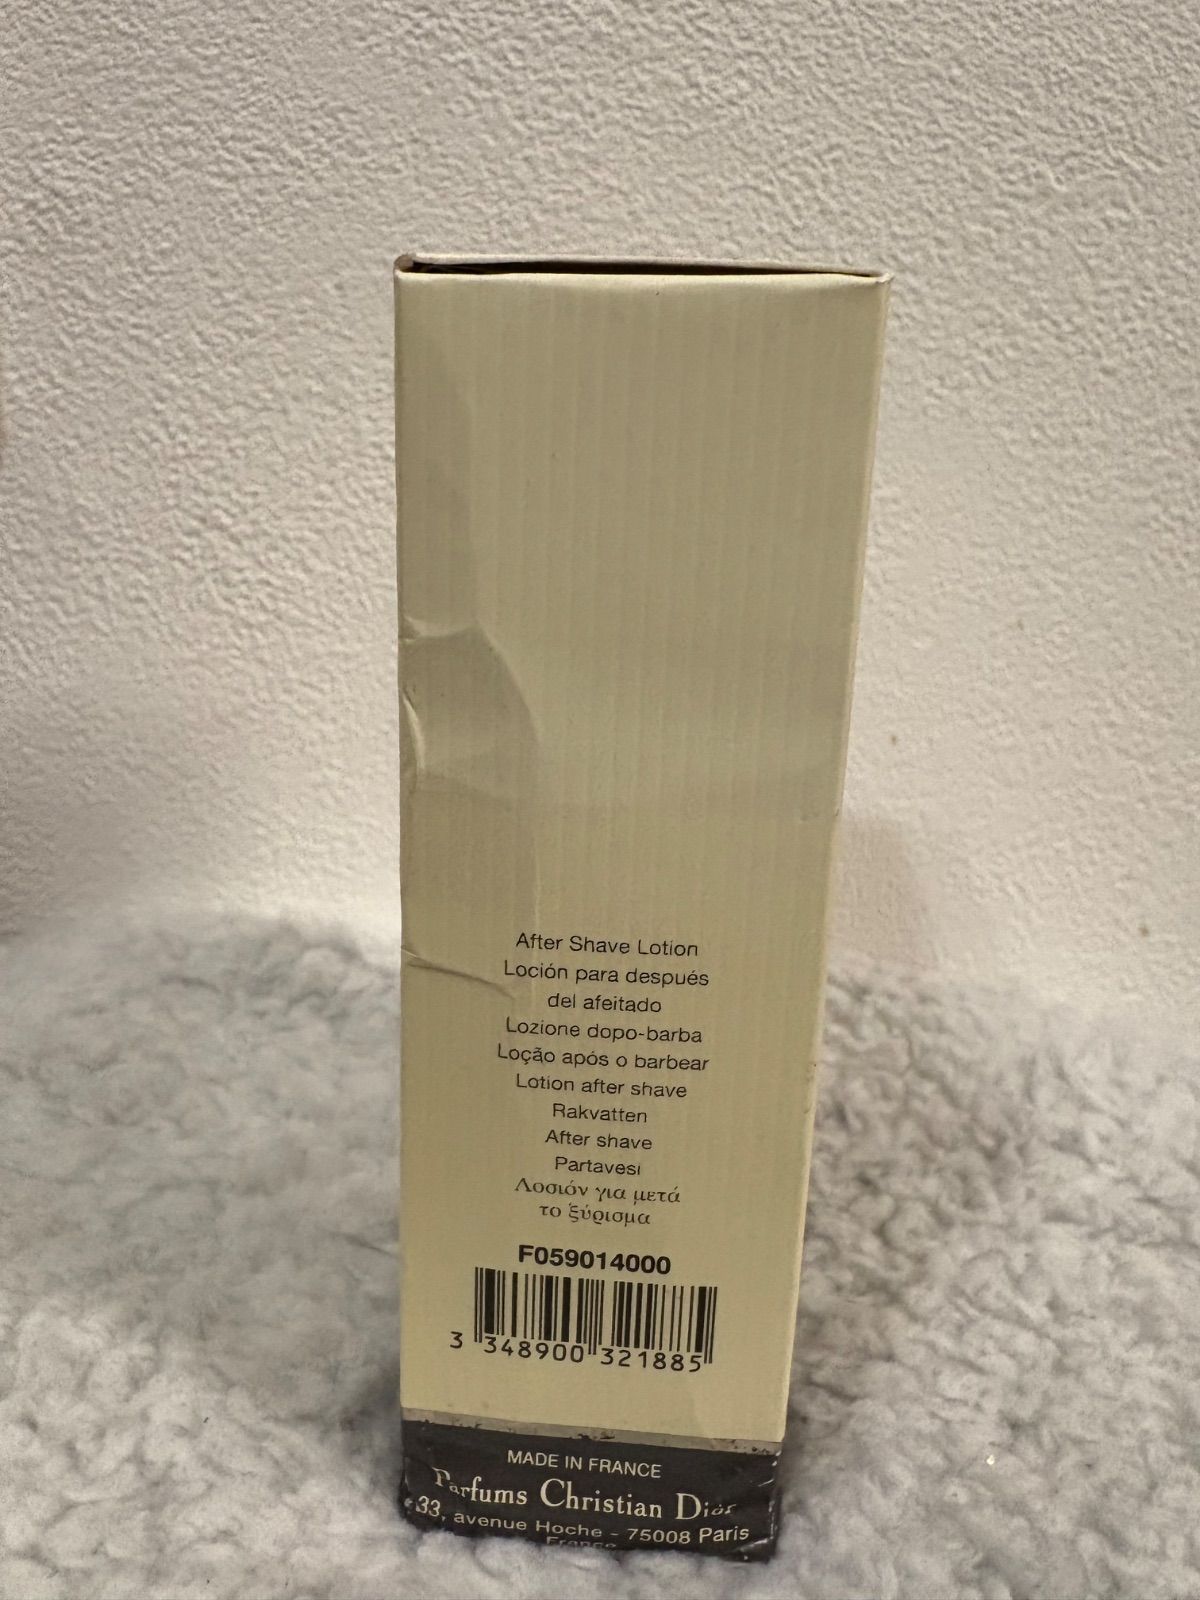 After Shave Lotion
Loción para después
del afeitado
Lozione dopo-barba
Loção após o barbear
Lotion after shave
Rakvatten
After shave
Partavesi
Λοσιόν για μετά
το ξύρισμα
F059014000
3 348900 321885
MADE IN FRANCE
Parfums Christian Dior
33, avenue Hoche - 75008 Paris
France